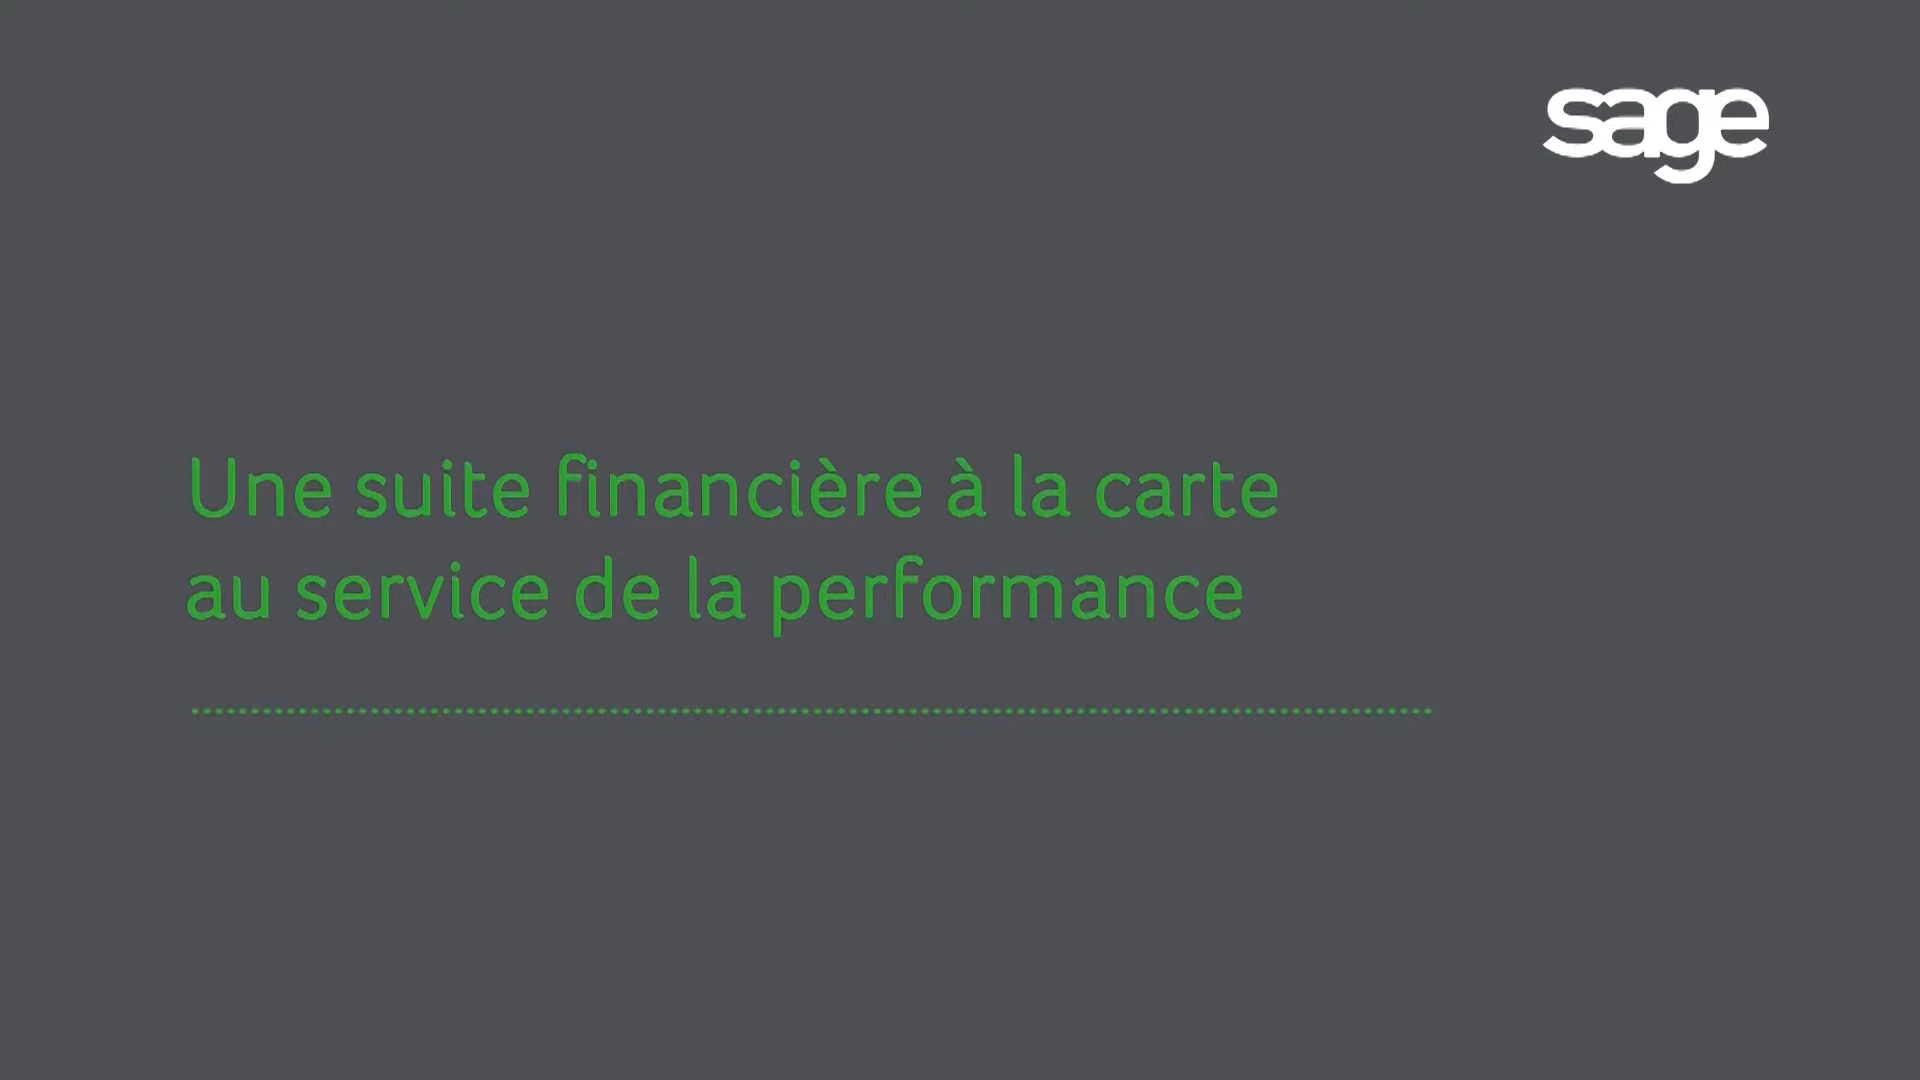 sage
Une suite financière à la carte
au service de la performance